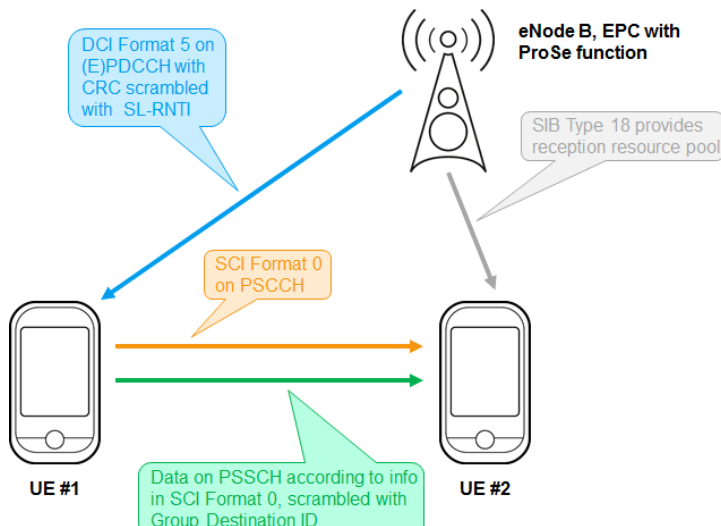 DCI Format 5 on
(E)PDCCH with
CRC scrambled
with SL-RNTI
eNode B, EPC with
ProSe function
SIB Type 18 provides
reception resource pool
SCI Format 0
on PSCCH
Data on PSSCH according to info
in SCI Format 0, scrambled with
Group Destination ID
UE #1
UE #2